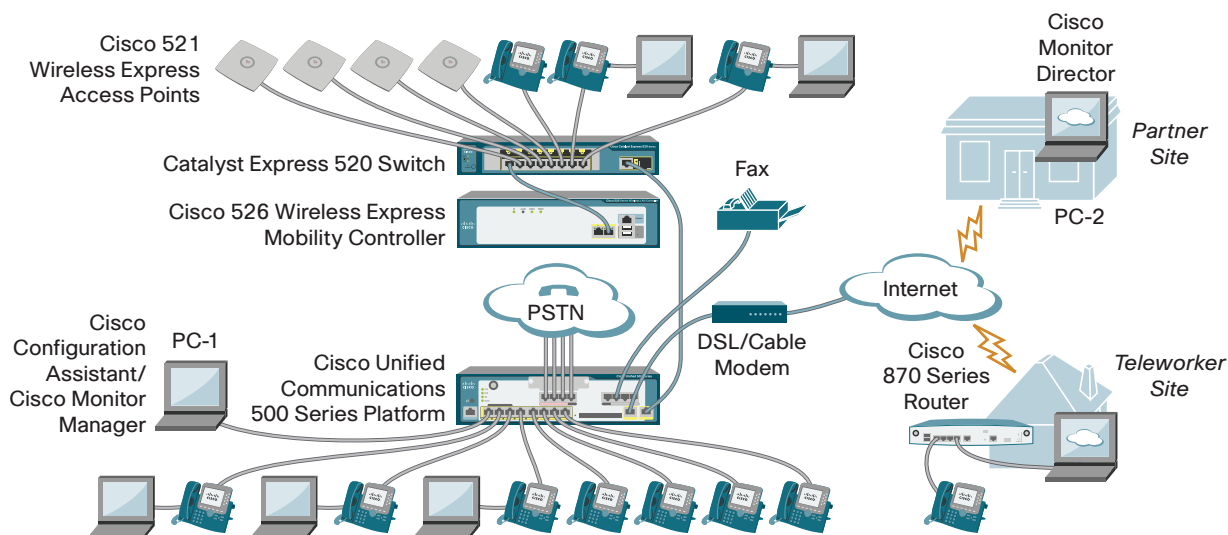 Cisco 521
Wireless Express
Access Points
Catalyst Express 520 Switch
Cisco 526 Wireless Express
Mobility Controller
Fax
Cisco
Monitor
Director
Partner
Site
PC-2
PSTN
Internet
DSL/Cable
Modem
Cisco
Configuration
Assistant/
Cisco Monitor
Manager
PC-1
Cisco Unified
Communications
500 Series Platform
Cisco
870 Series
Router
Teleworker
Site